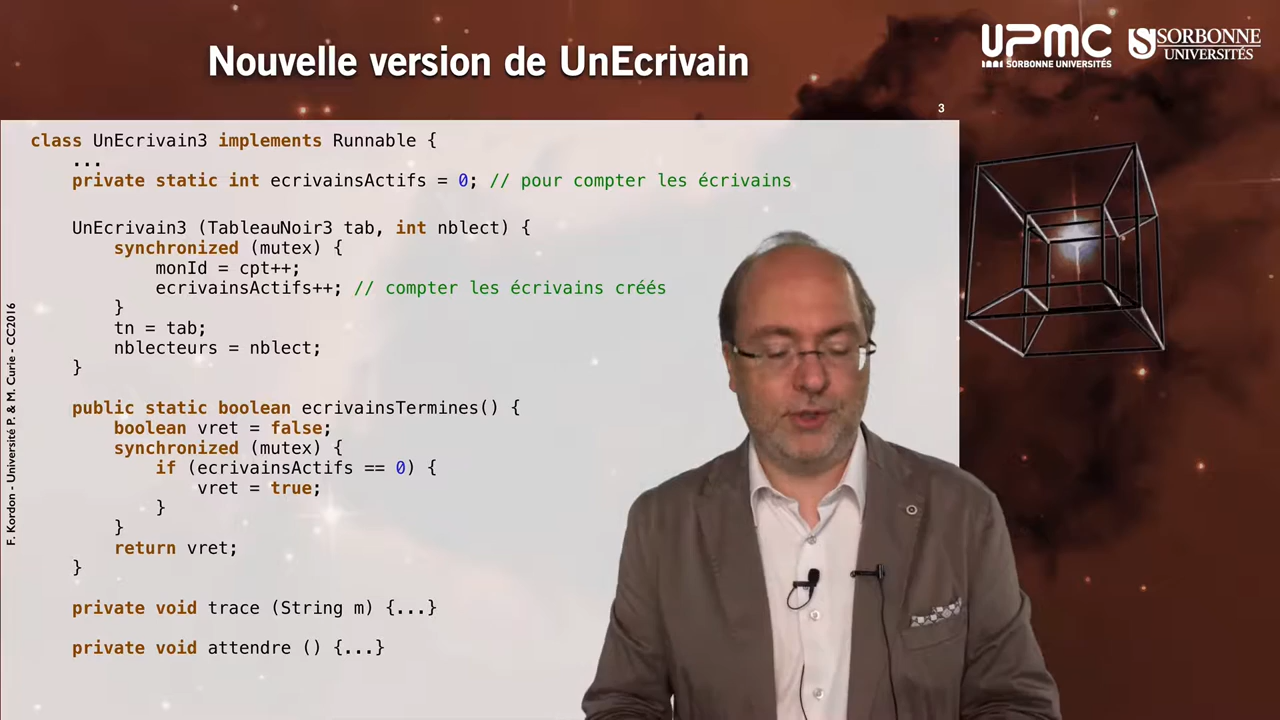 Nouvelle version de UnEcrivain
UPMC
SORBONNE UNIVERSITÉS
SORBONNE
UNIVERSITÉS
3
class UnEcrivain3 implements Runnable {
...
private static int ecrivainsActifs = 0; // pour compter les écrivains
UnEcrivain3 (TableauNoir3 tab, int nblect) {
synchronized (mutex) {
monId = cpt++;
ecrivainsActifs++; // compter les écrivains créés
}
tn = tab;
nblecteurs = nblect;
}
public static boolean ecrivainsTermines() {
boolean vret = false;
synchronized (mutex) {
if (ecrivainsActifs == 0) {
vret = true;
}
}
return vret;
}
private void trace (String m) {...}
private void attendre () {...}
F. Kordon - Université P. & M. Curie - CC2016